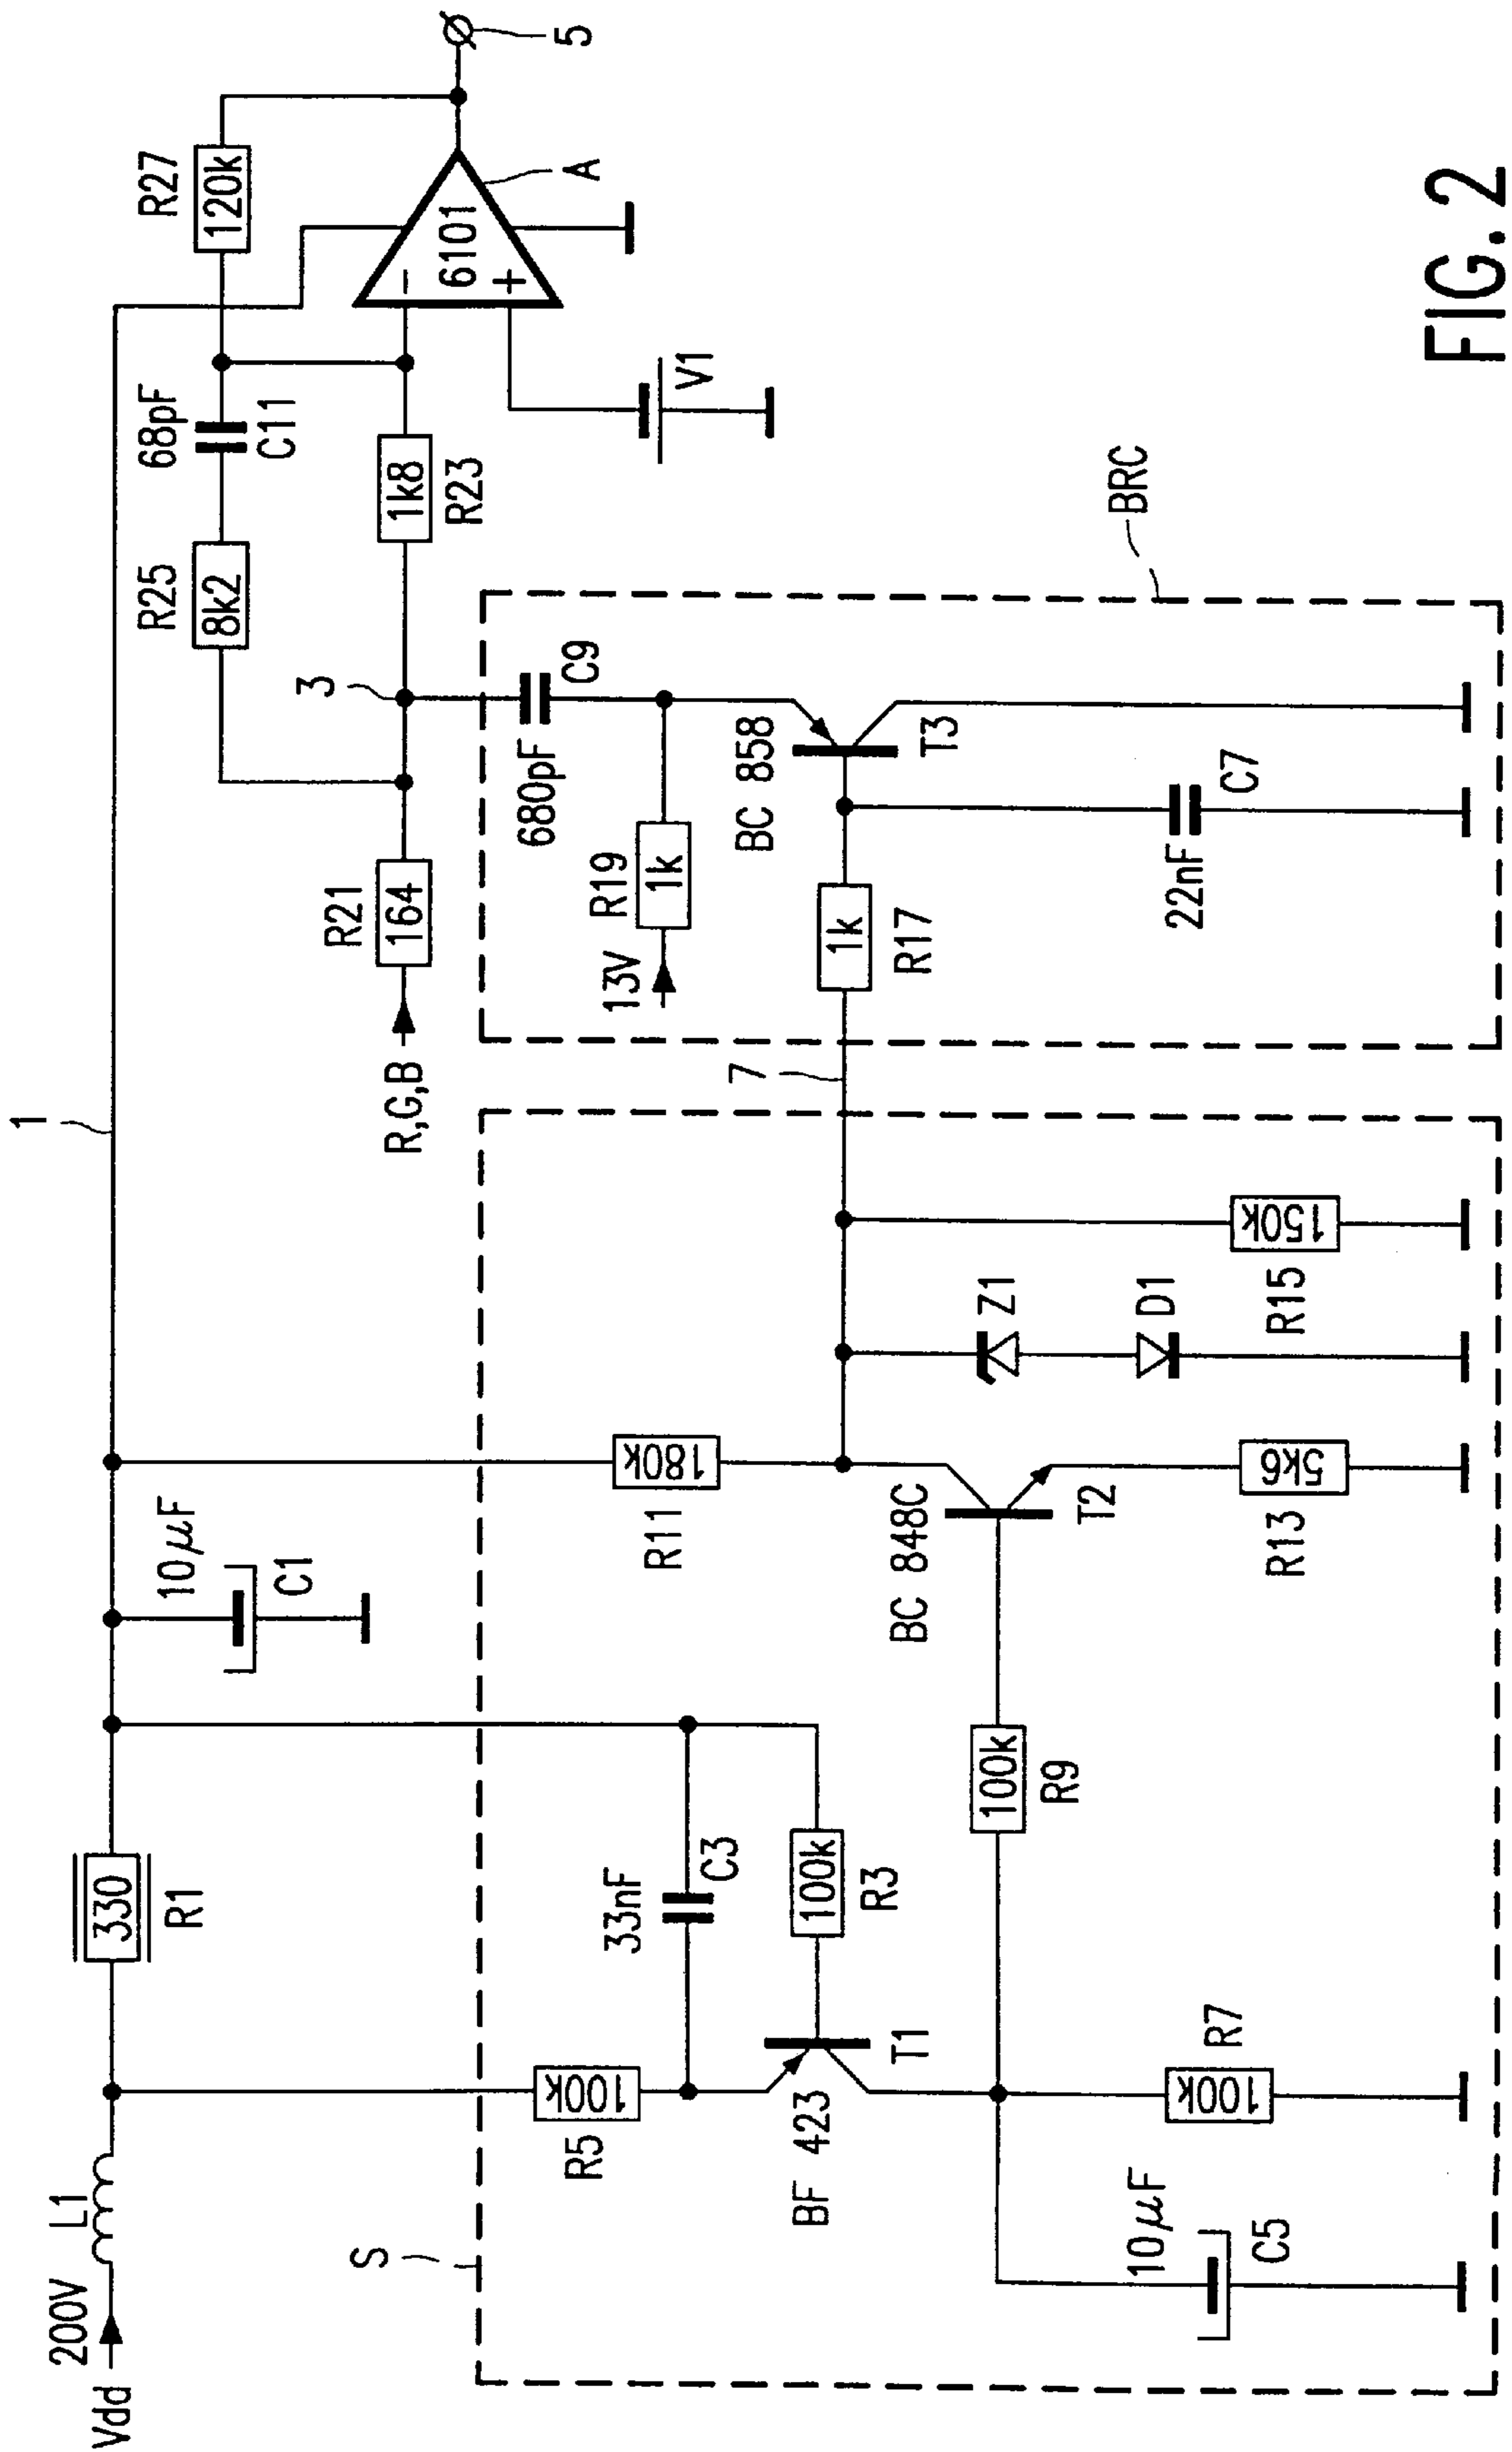 Vdd
200V
L1
330
R1
1
10μF
C1
S
R5
100k
33nF
C3
100k
R3
BF 423
T1
R7
100k
10μF
C5
100k
R9
R11
180k
BC 848C
T2
R13
5k6
Z1
D1
R15
150k
7
R,G,B
R21
164
3
R25
8k2
68pF
C11
R27
120k
1k8
R23
6101
−
+
A
5
V1
BRC
680pF
C9
13V
R19
1k
BC 858
T3
1k
R17
22nF
C7
FIG. 2